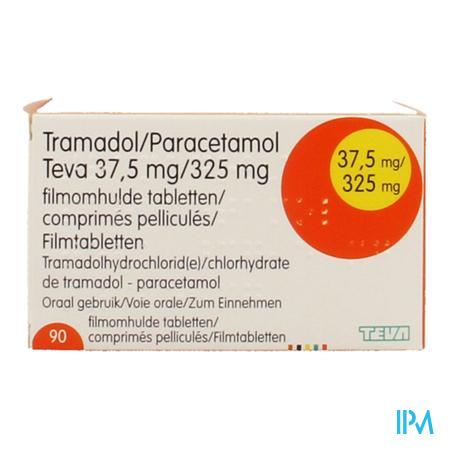 Tramadol/Paracetamol
Teva 37,5 mg/325 mg
filmomhulde tabletten/
comprimés pelliculés/
Filmtabletten
Tramadolhydrochlorid(e)/chlorhydrate
de tramadol - paracetamol
Oraal gebruik/Voie orale/Zum Einnehmen
90
filmomhulde tabletten/
comprimés pelliculés/Filmtabletten
37,5 mg/
325 mg
TEVA
IPM